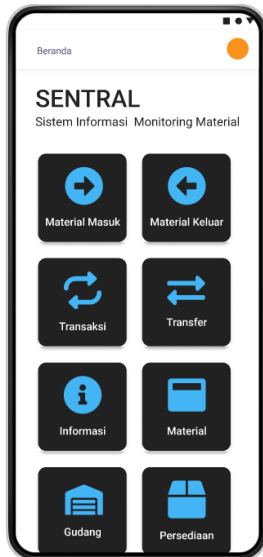 Beranda
SENTRAL
Sistem Informasi Monitoring Material
Material Masuk
Material Keluar
Transaksi
Transfer
Informasi
Material
Gudang
Persediaan